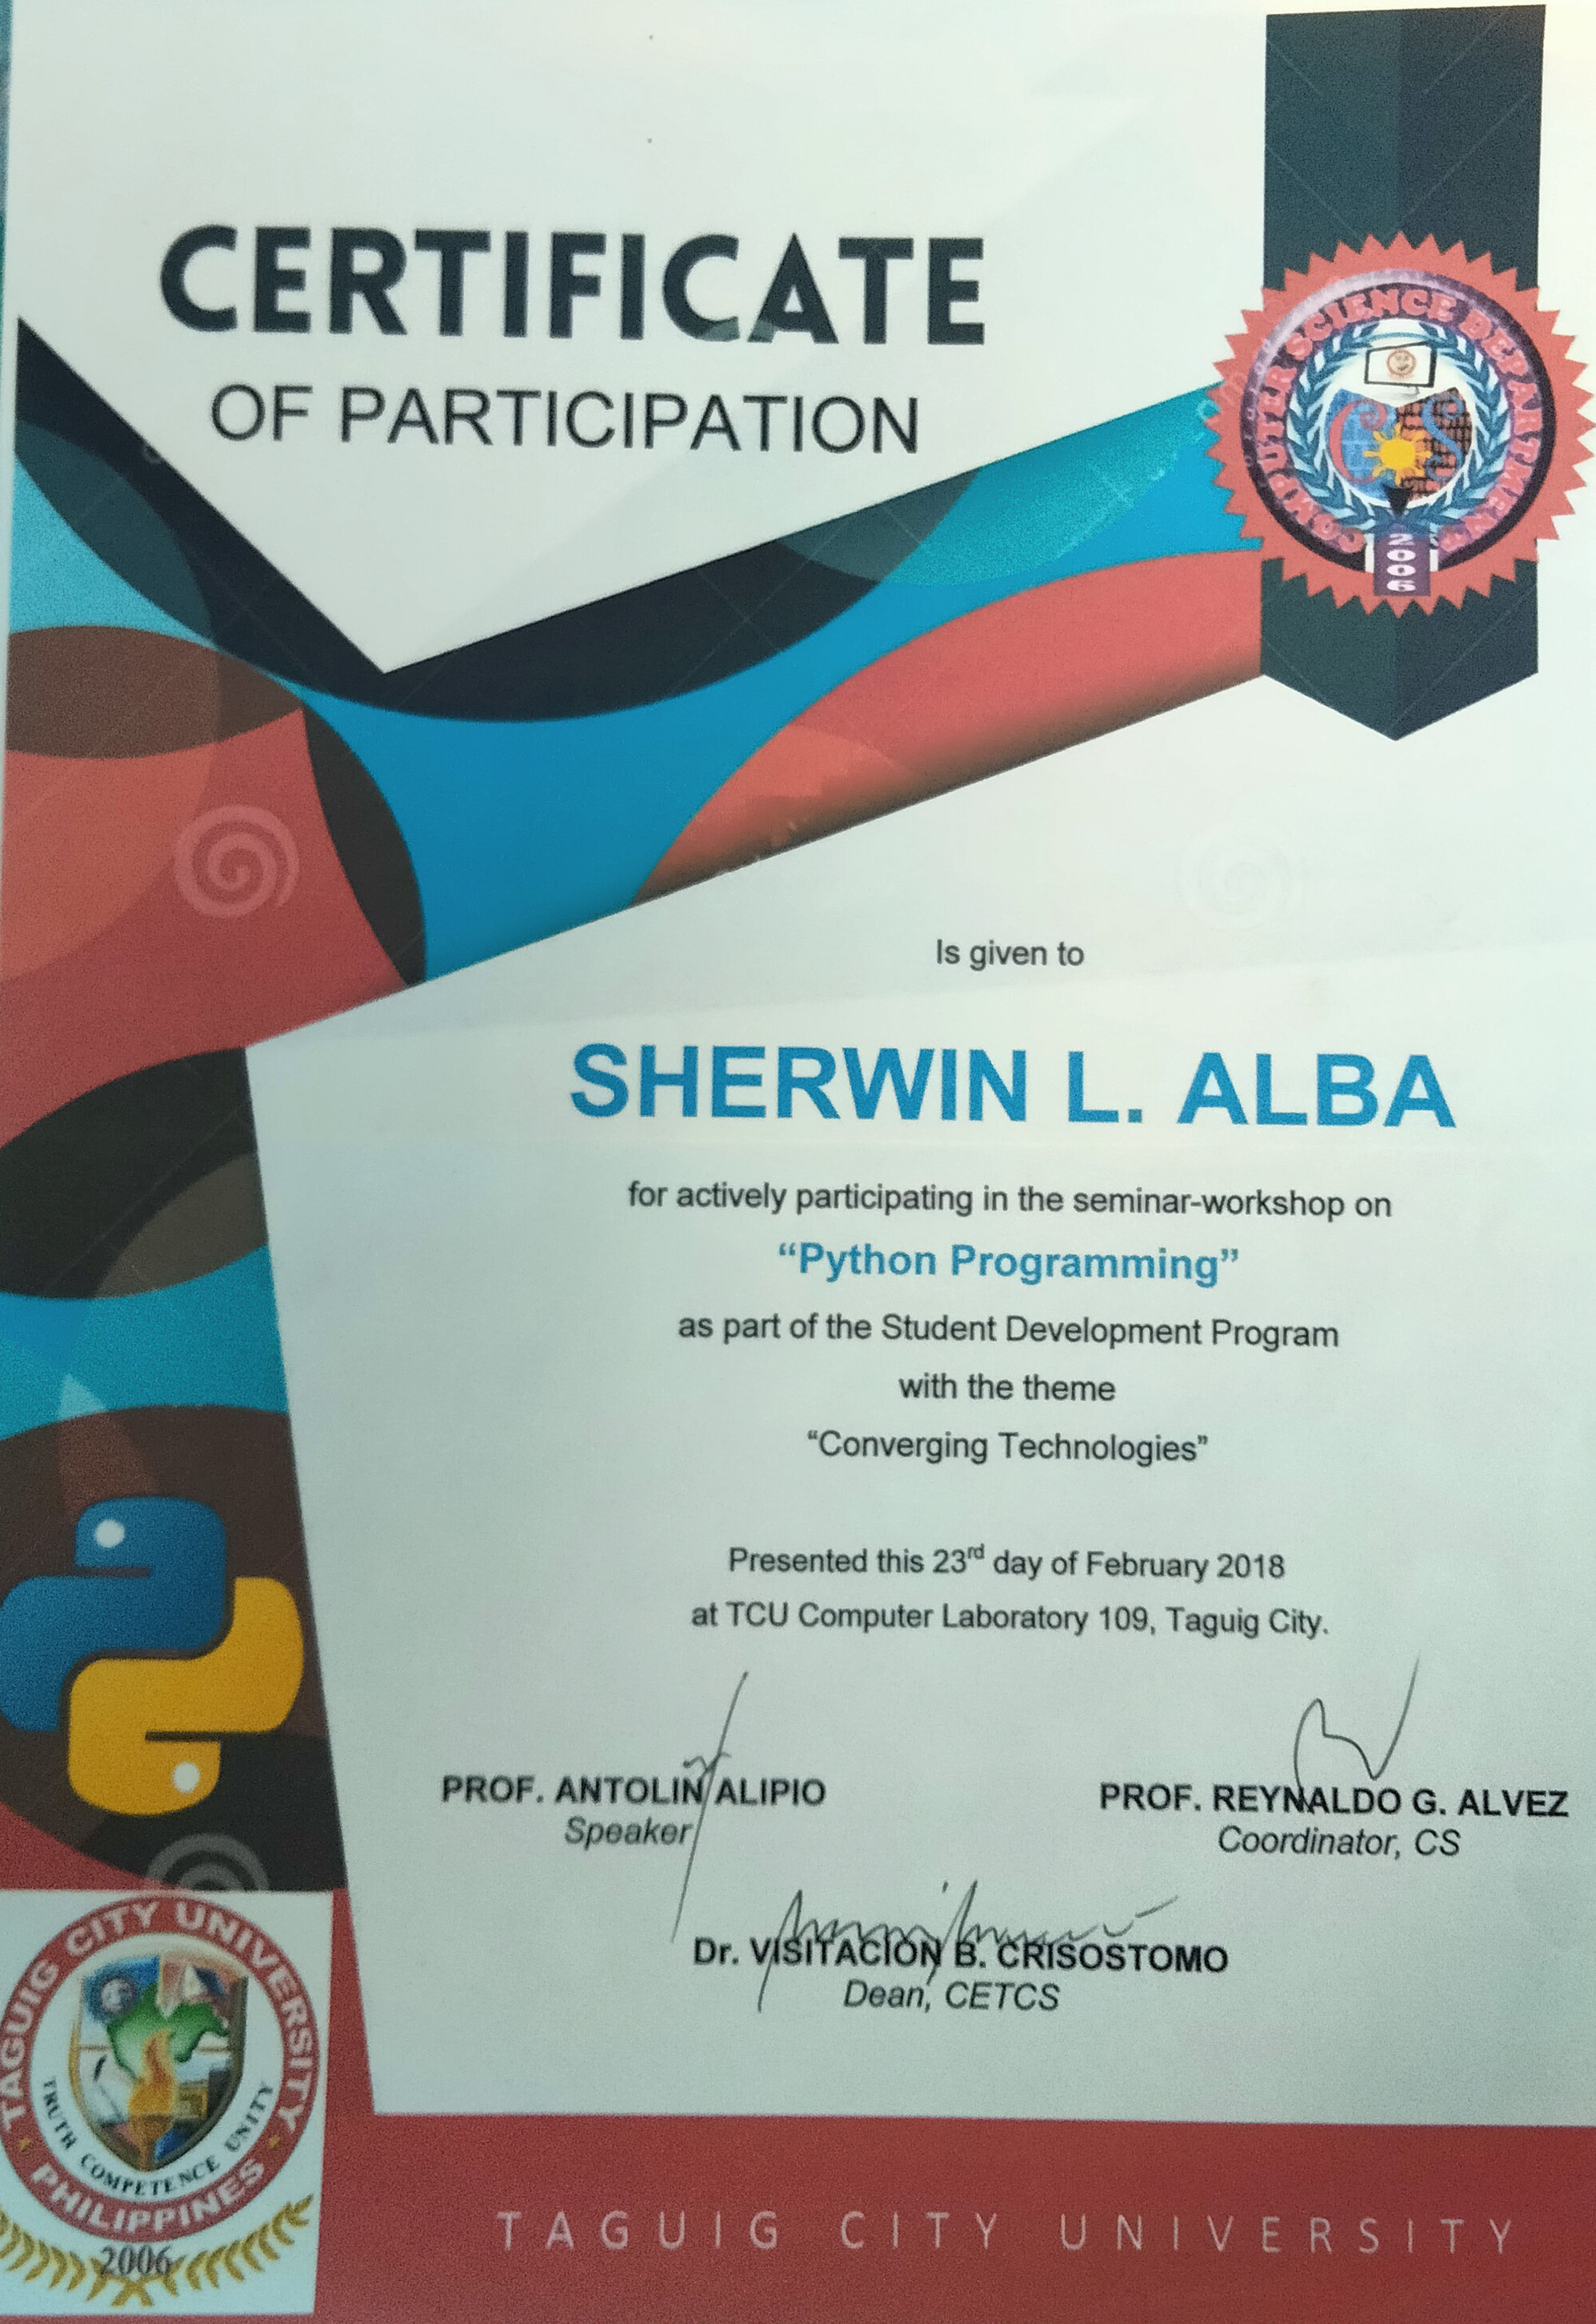 CERTIFICATE
OF PARTICIPATION
COMPUTER SCIENCE DEPARTMENT
CS
2006
Is given to
SHERWIN L. ALBA
for actively participating in the seminar-workshop on
“Python Programming”
as part of the Student Development Program
with the theme
“Converging Technologies”
Presented this 23rd day of February 2018
at TCU Computer Laboratory 109, Taguig City.
PROF. ANTOLIN ALIPIO
Speaker
PROF. REYNALDO G. ALVEZ
Coordinator, CS
Dr. VISITACION B. CRISOSTOMO
Dean, CETCS
TAGUIG CITY UNIVERSITY
TRUTH COMPETENCE UNITY
PHILIPPINES
2006
TAGUIG CITY UNIVERSITY